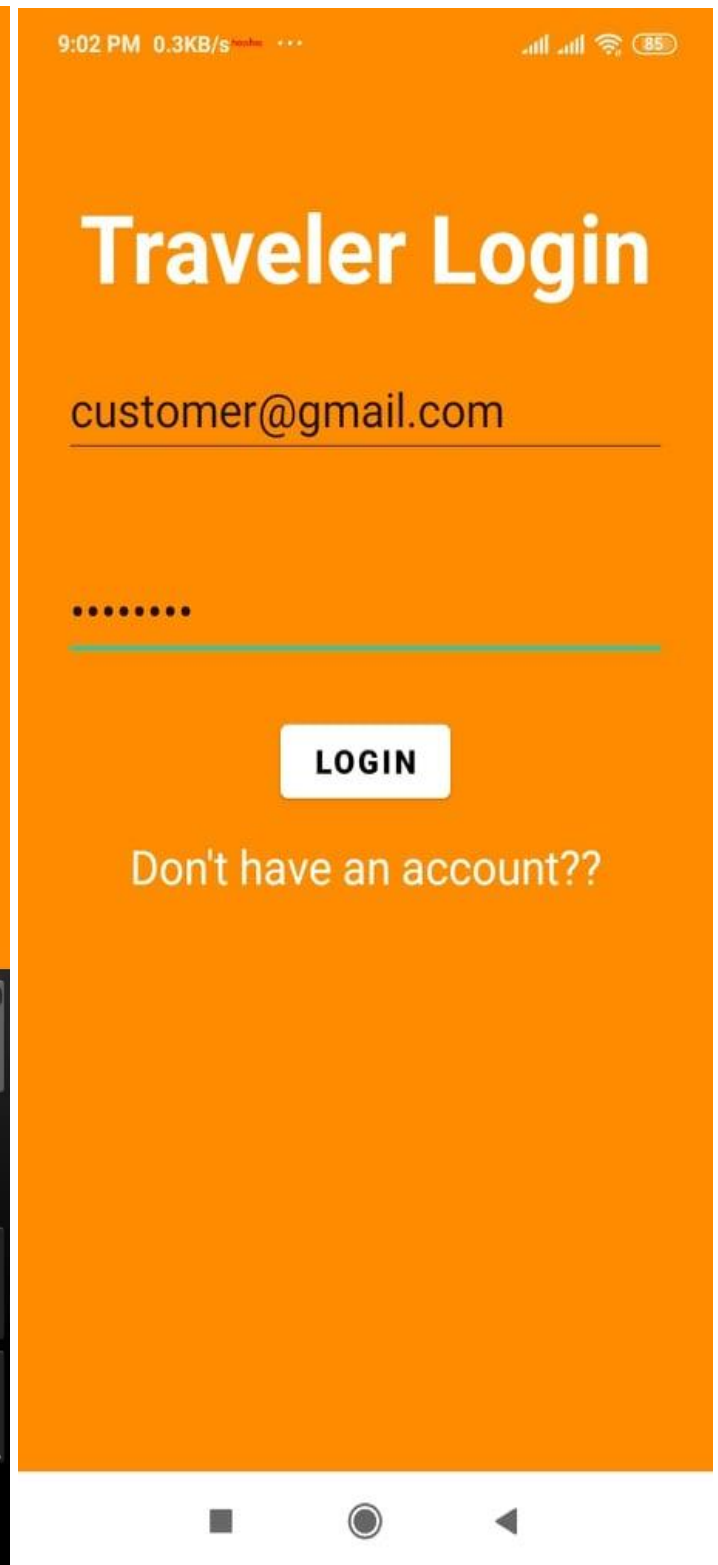 9:02 PM 0.3KB/s ... 85
Traveler Login
customer@gmail.com
••••••••
LOGIN
Don't have an account??